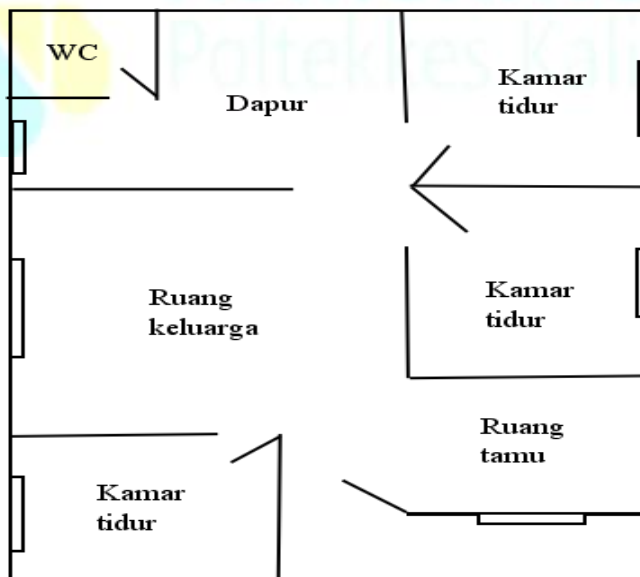 Poltekkes Kal
WC
Dapur
Kamar
tidur
Ruang
keluarga
Kamar
tidur
Ruang
tamu
Kamar
tidur